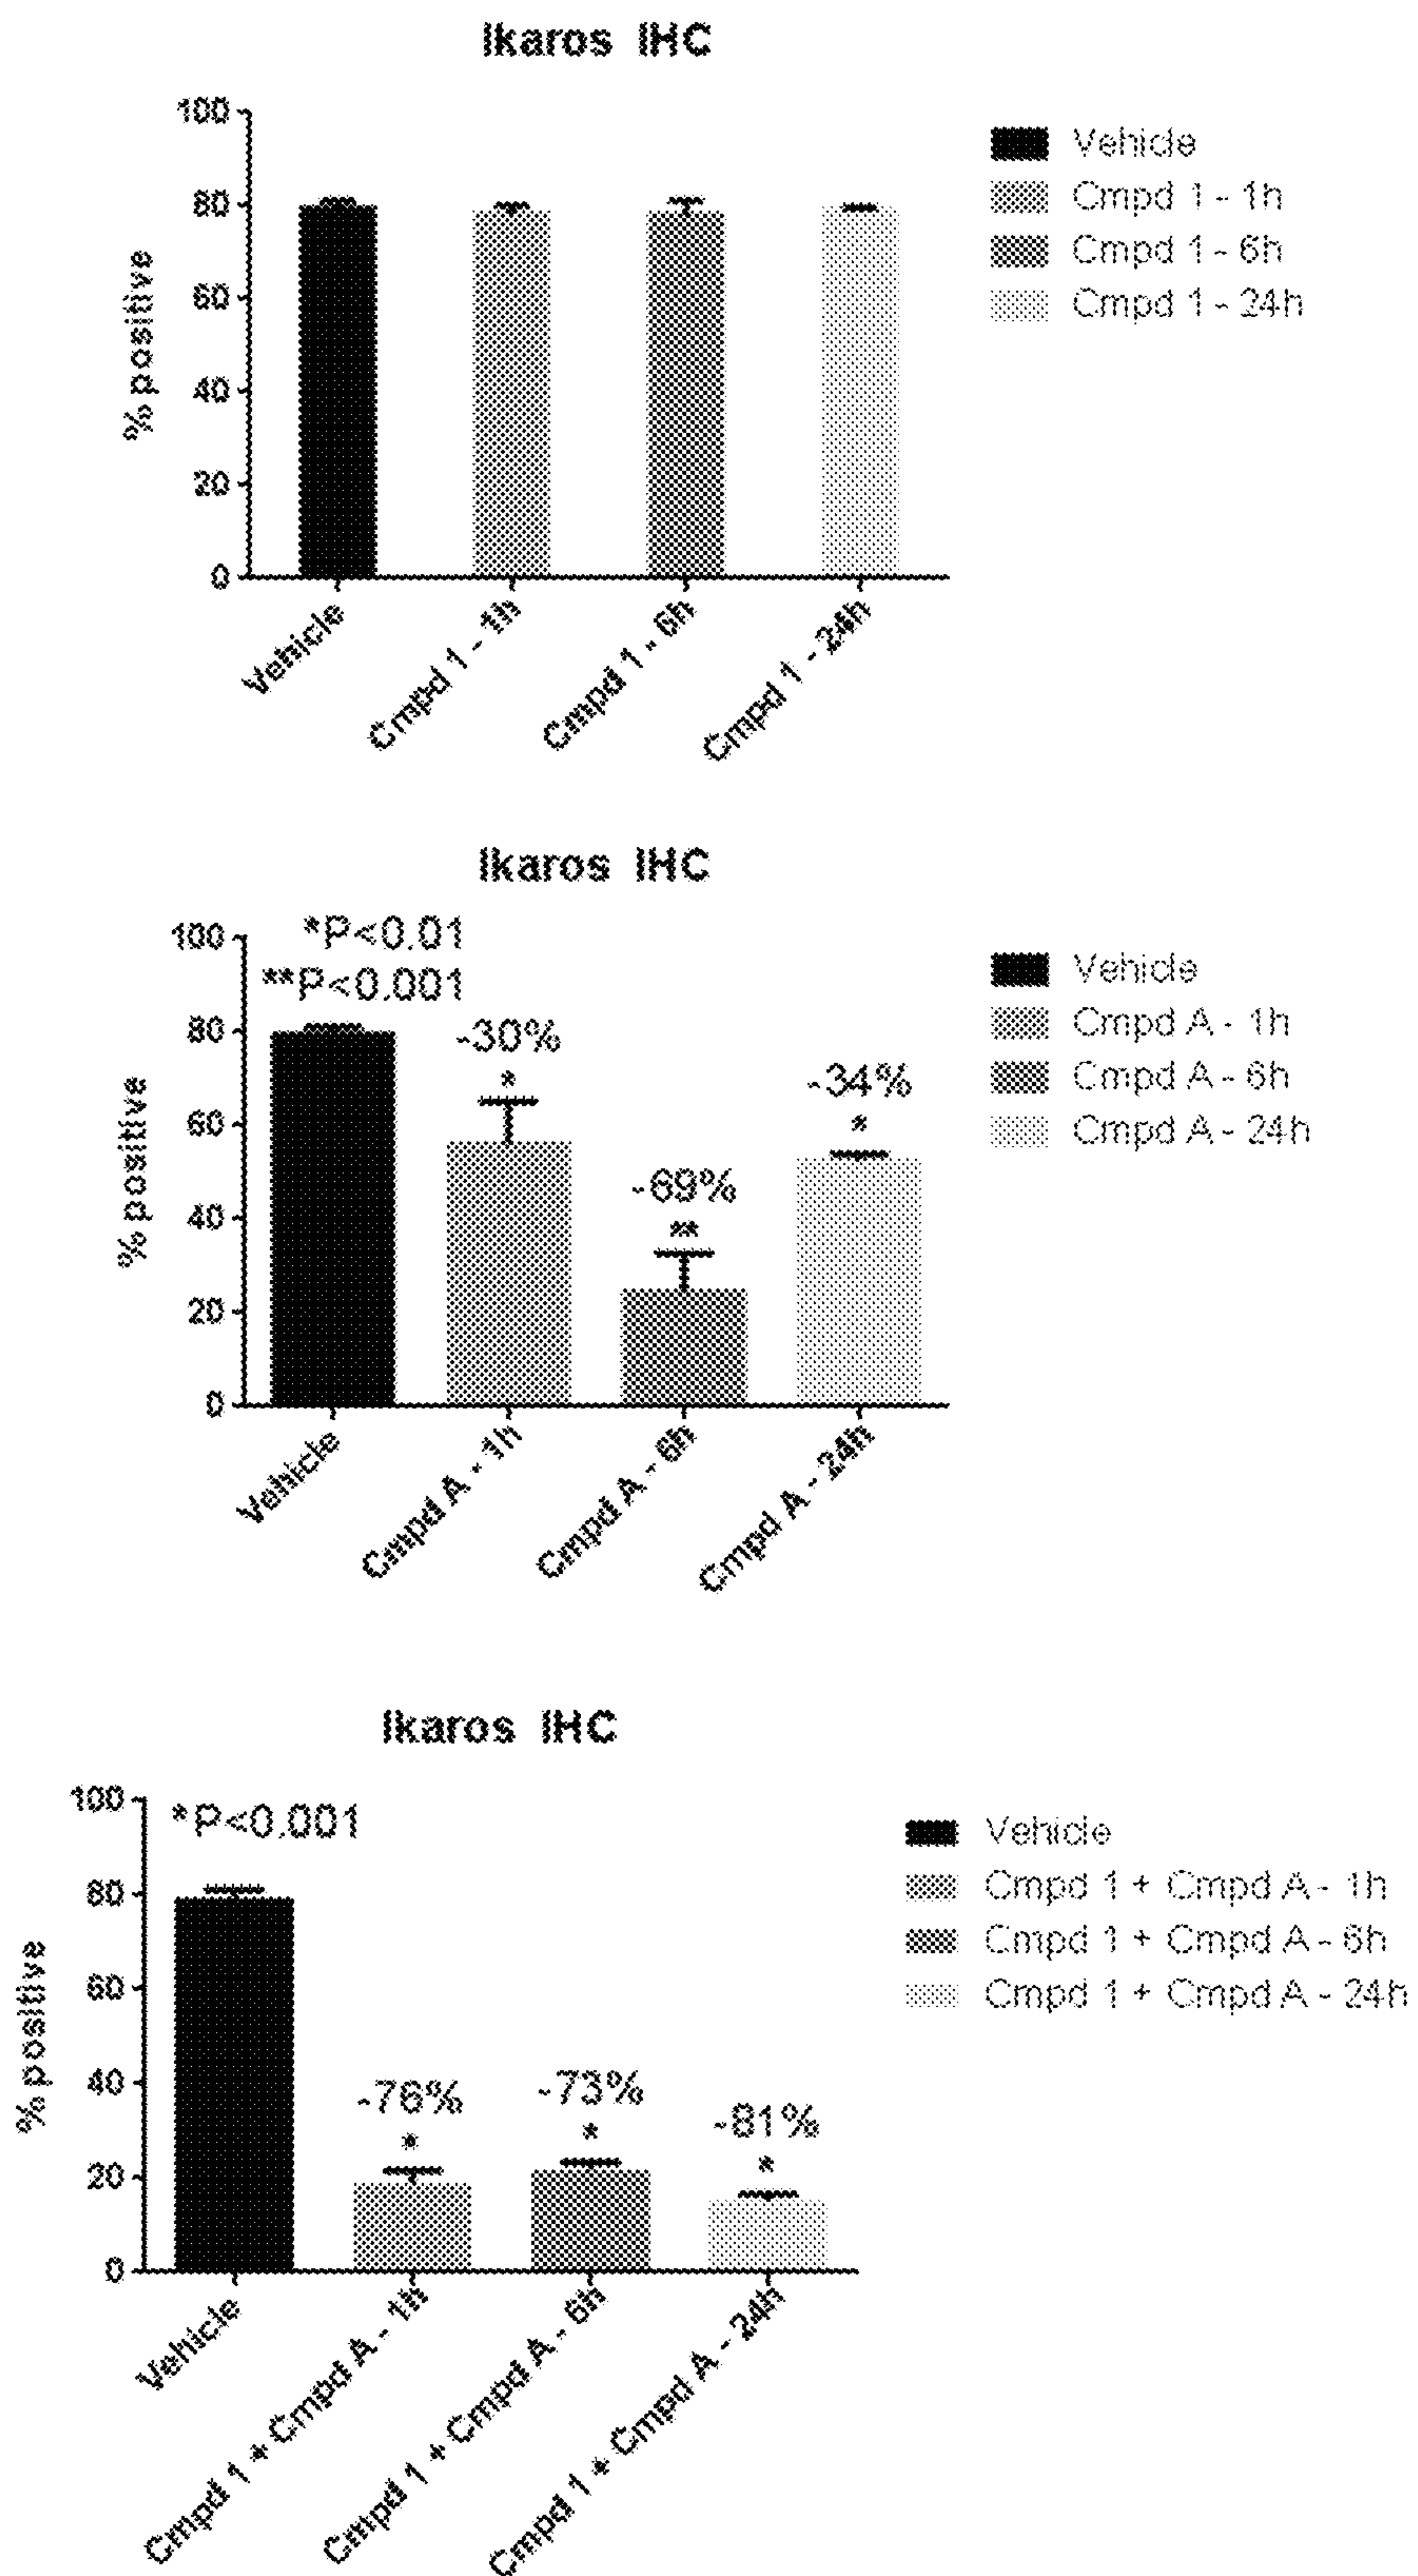 Ikaros IHC
% positive
100
80
60
40
20
0
Vehicle
Cmpd 1 - 1h
Cmpd 1 - 6h
Cmpd 1 - 24h
Vehicle
Cmpd 1 - 1h
Cmpd 1 - 6h
Cmpd 1 - 24h
Ikaros IHC
% positive
100
80
60
40
20
0
*P<0.01
**P<0.001
-30%
*
-69%
**
-34%
*
Vehicle
Cmpd A - 1h
Cmpd A - 6h
Cmpd A - 24h
Vehicle
Cmpd A - 1h
Cmpd A - 6h
Cmpd A - 24h
Ikaros IHC
% positive
100
80
60
40
20
0
*P<0.001
-76%
*
-73%
*
-81%
*
Vehicle
Cmpd 1 + Cmpd A - 1h
Cmpd 1 + Cmpd A - 6h
Cmpd 1 + Cmpd A - 24h
Vehicle
Cmpd 1 + Cmpd A - 1h
Cmpd 1 + Cmpd A - 6h
Cmpd 1 + Cmpd A - 24h